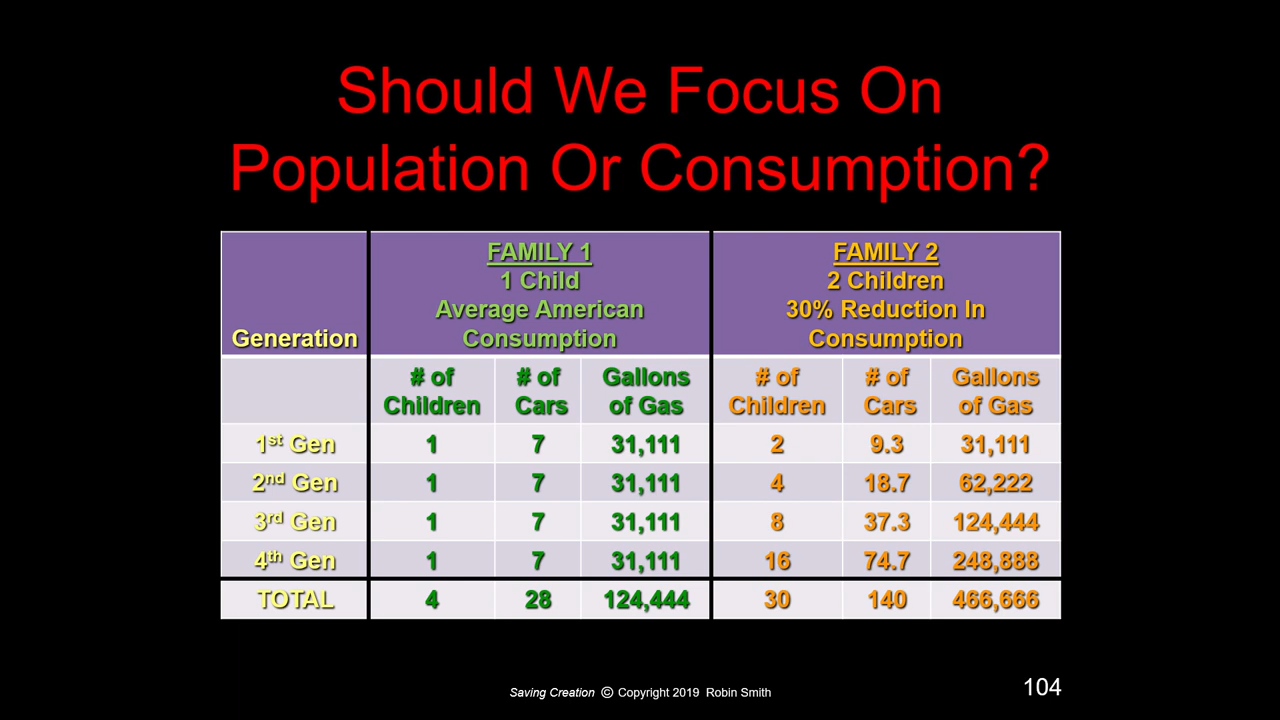 Should We Focus On
Population Or Consumption?
Generation
FAMILY 1
1 Child
Average American
Consumption
FAMILY 2
2 Children
30% Reduction In
Consumption
# of Children # of Cars Gallons of Gas # of Children # of Cars Gallons of Gas
1st Gen 1 7 31,111 2 9.3 31,111
2nd Gen 1 7 31,111 4 18.7 62,222
3rd Gen 1 7 31,111 8 37.3 124,444
4th Gen 1 7 31,111 16 74.7 248,888
TOTAL 4 28 124,444 30 140 466,666
Saving Creation © Copyright 2019 Robin Smith
104